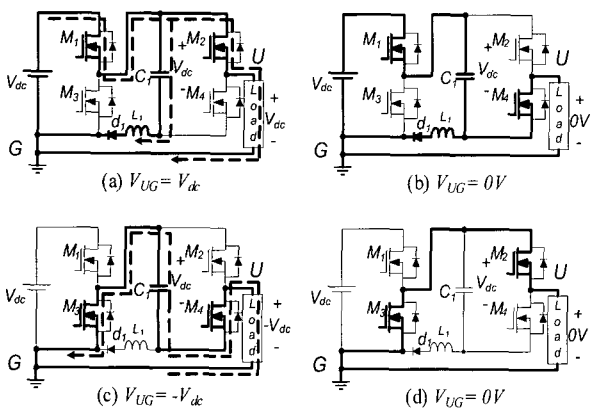 M1
M2
U
Vdc
+
Vdc
-
C1
M3
M4
d1
L1
Load
+
Vdc
-
G
(a) VUG = Vdc
M1
M2
U
Vdc
+
Vdc
-
C1
M3
M4
d1
L1
Load
+
0V
-
G
(b) VUG = 0V
M1
M2
U
Vdc
+
Vdc
-
C1
M3
M4
d1
L1
Load
+
-Vdc
-
G
(c) VUG = -Vdc
M1
M2
U
Vdc
+
Vdc
-
C1
M3
M4
d1
L1
Load
+
0V
-
G
(d) VUG = 0V